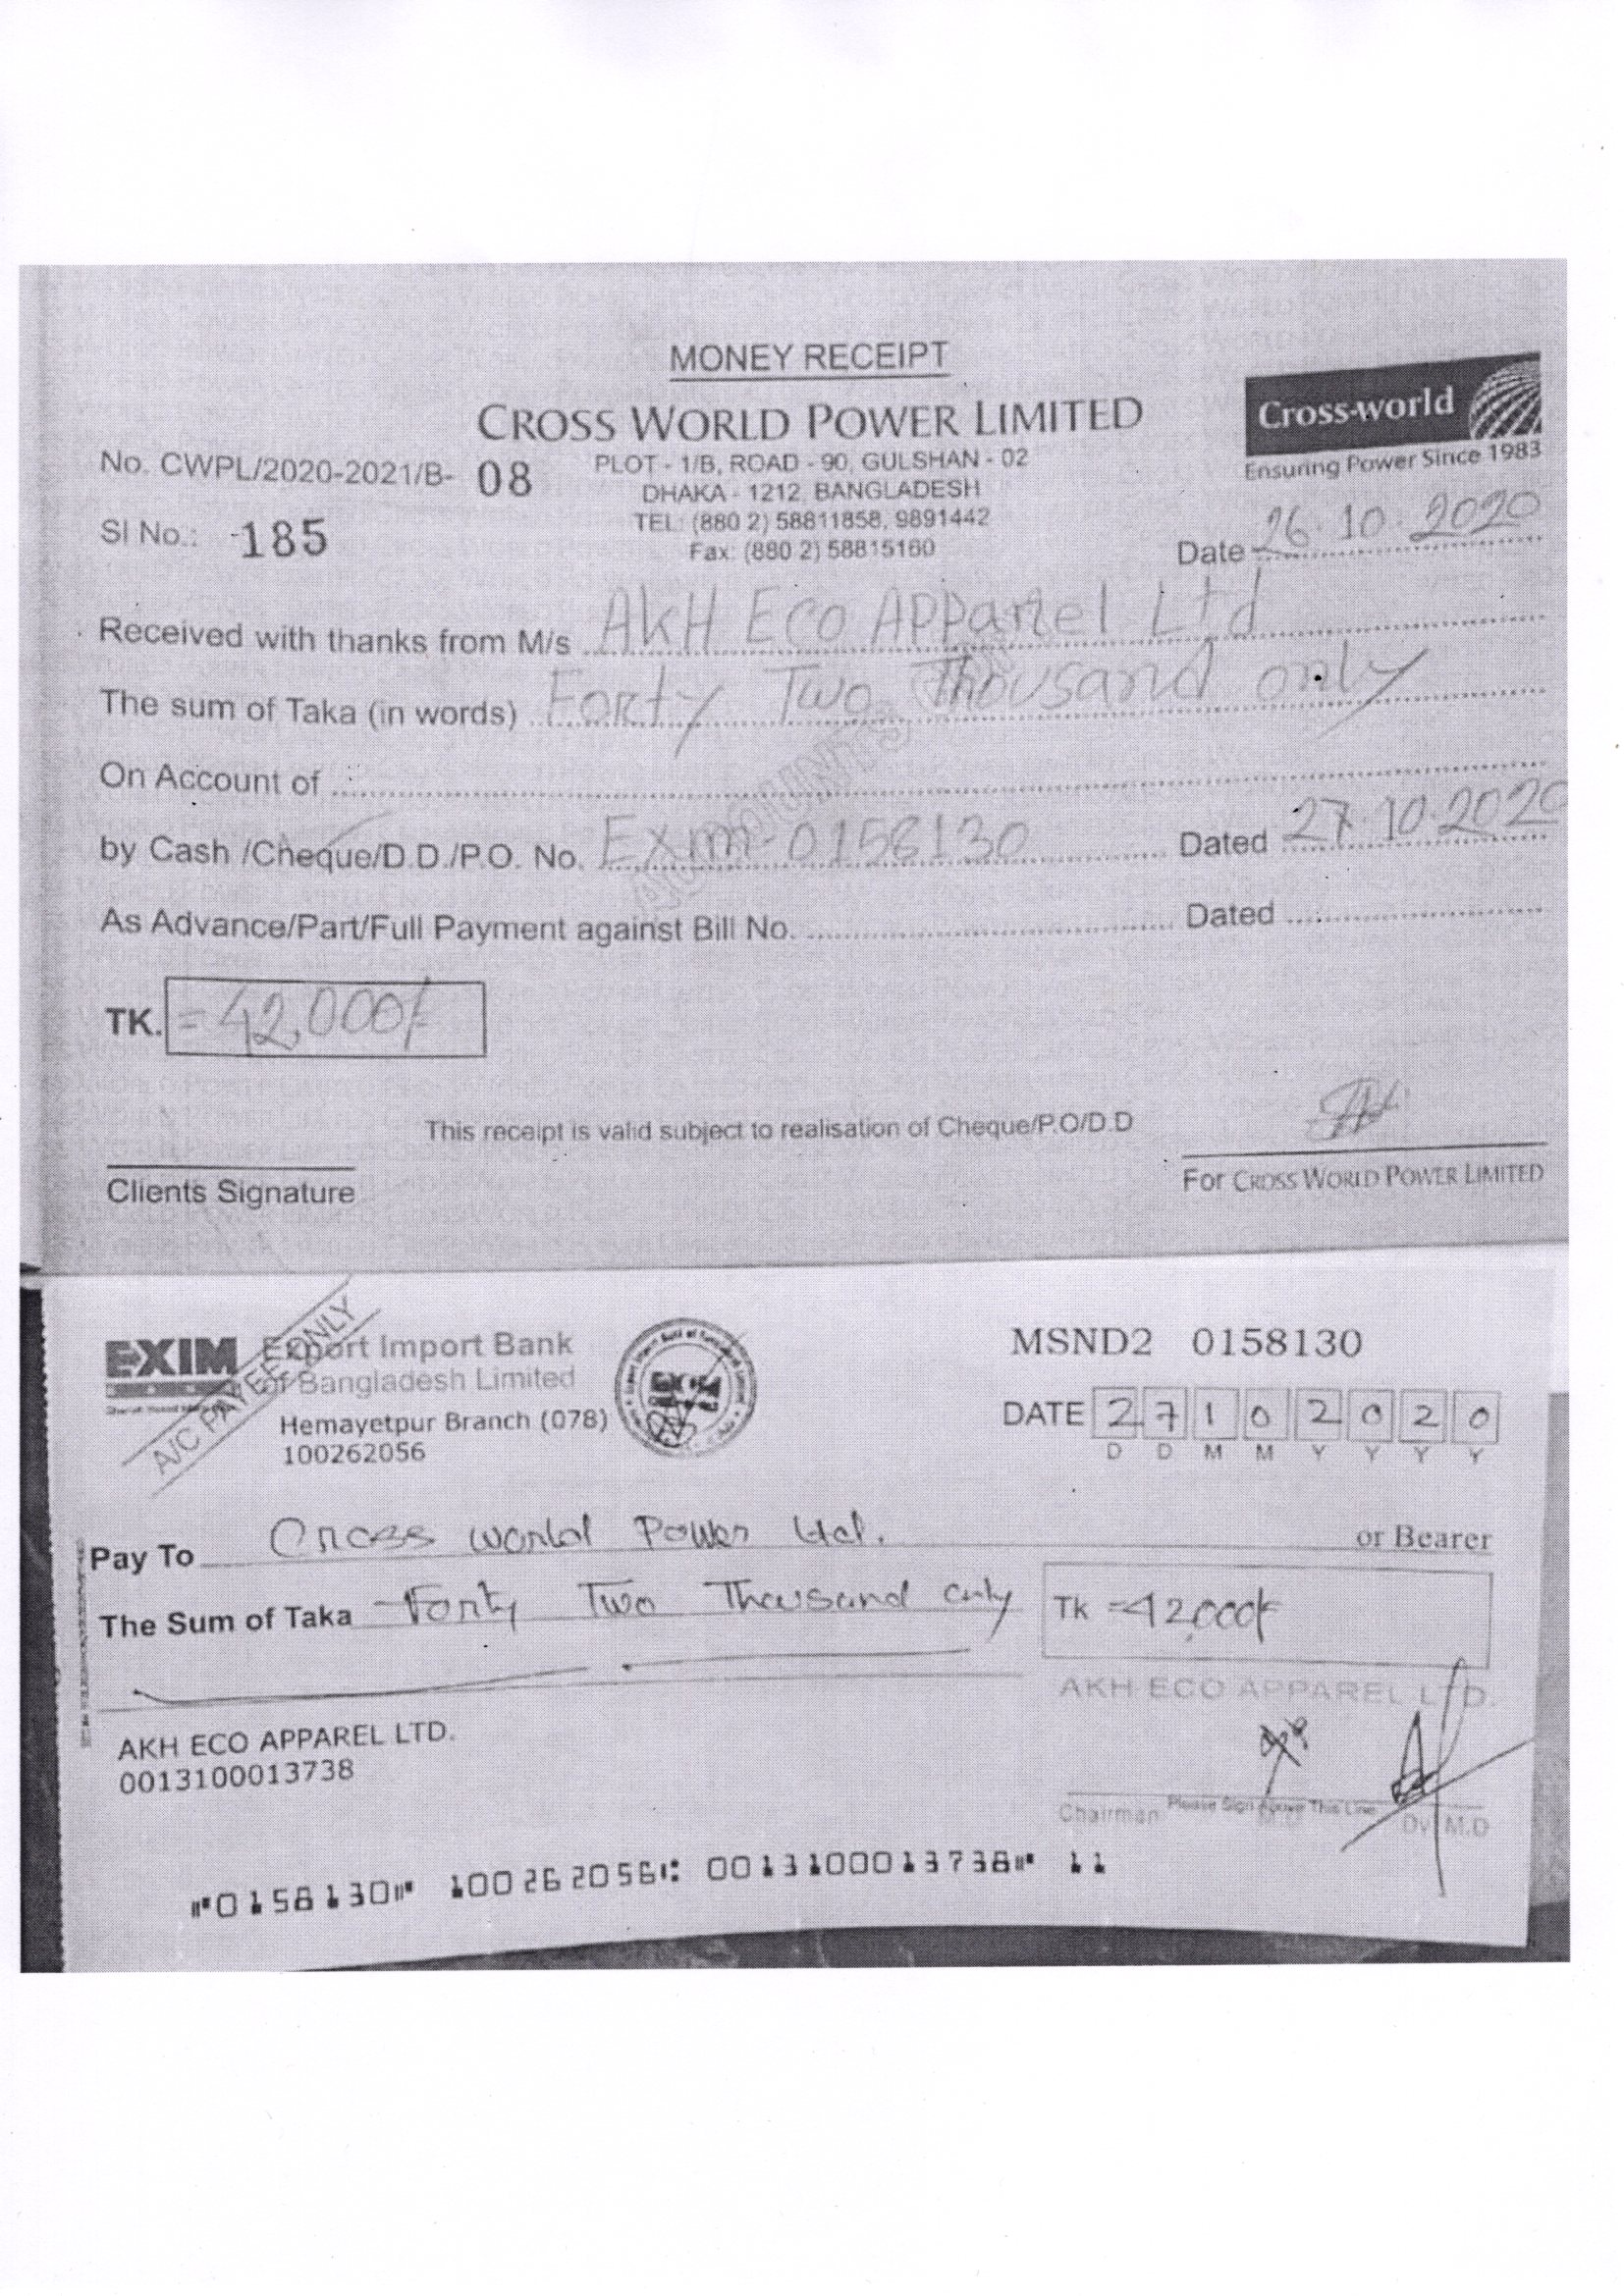 MONEY RECEIPT
CROSS WORLD POWER LIMITED
Cross-world
Ensuring Power Since 1983
No. CWPL/2020-2021/B- 08
PLOT - 1/B, ROAD - 90, GULSHAN - 02
DHAKA - 1212, BANGLADESH
SI No.: 185
TEL: (880 2) 58811858, 9891442
Fax: (880 2) 58815160
Date 26.10.2020
Received with thanks from M/s AKH Eco Apparel Ltd
The sum of Taka (in words) Forty Two Thousand only
On Account of
by Cash /Cheque/D.D./P.O. No. Exim-0158130 Dated 27.10.2020
As Advance/Part/Full Payment against Bill No. Dated
ACCOUNTS
TK. =42,000/=
This receipt is valid subject to realisation of Cheque/P.O/D.D
Clients Signature
For CROSS WORLD POWER LIMITED
A/C PAYEE ONLY
EXIM Export Import Bank
of Bangladesh Limited
Hemayetpur Branch (078)
100262056
EXIM
MSND2 0158130
DATE 2 7 1 0 2 0 2 0
D D M M Y Y Y Y
Pay To Cross World Power Ltd. or Bearer
The Sum of Taka Forty Two Thousand only Tk =42,000/=
AKH ECO APPAREL LTD.
AKH ECO APPAREL LTD.
0013100013738
Please Sign Above This Line
Chairman M.D Dy. M.D
⑈0158130⑈ 100262056⑆ 0013100013738⑈ 11